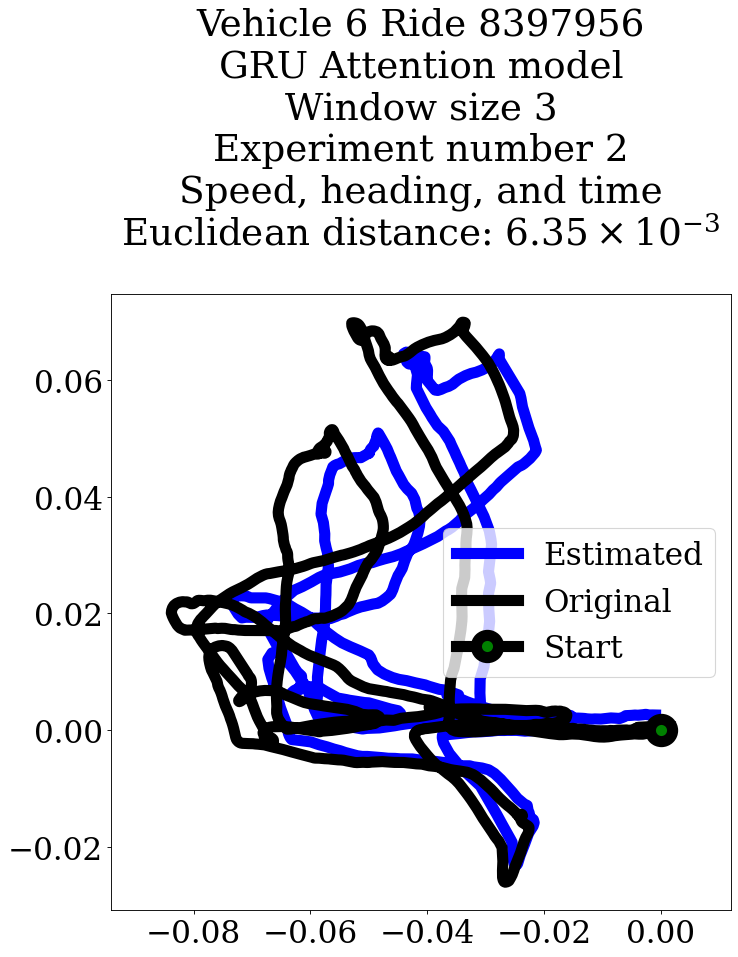 Vehicle 6 Ride 8397956
GRU Attention model
Window size 3
Experiment number 2
Speed, heading, and time
Euclidean distance: 6.35 × 10⁻³
0.06
0.04
0.02
0.00
−0.02
Estimated
Original
Start
−0.08 −0.06 −0.04 −0.02 0.00